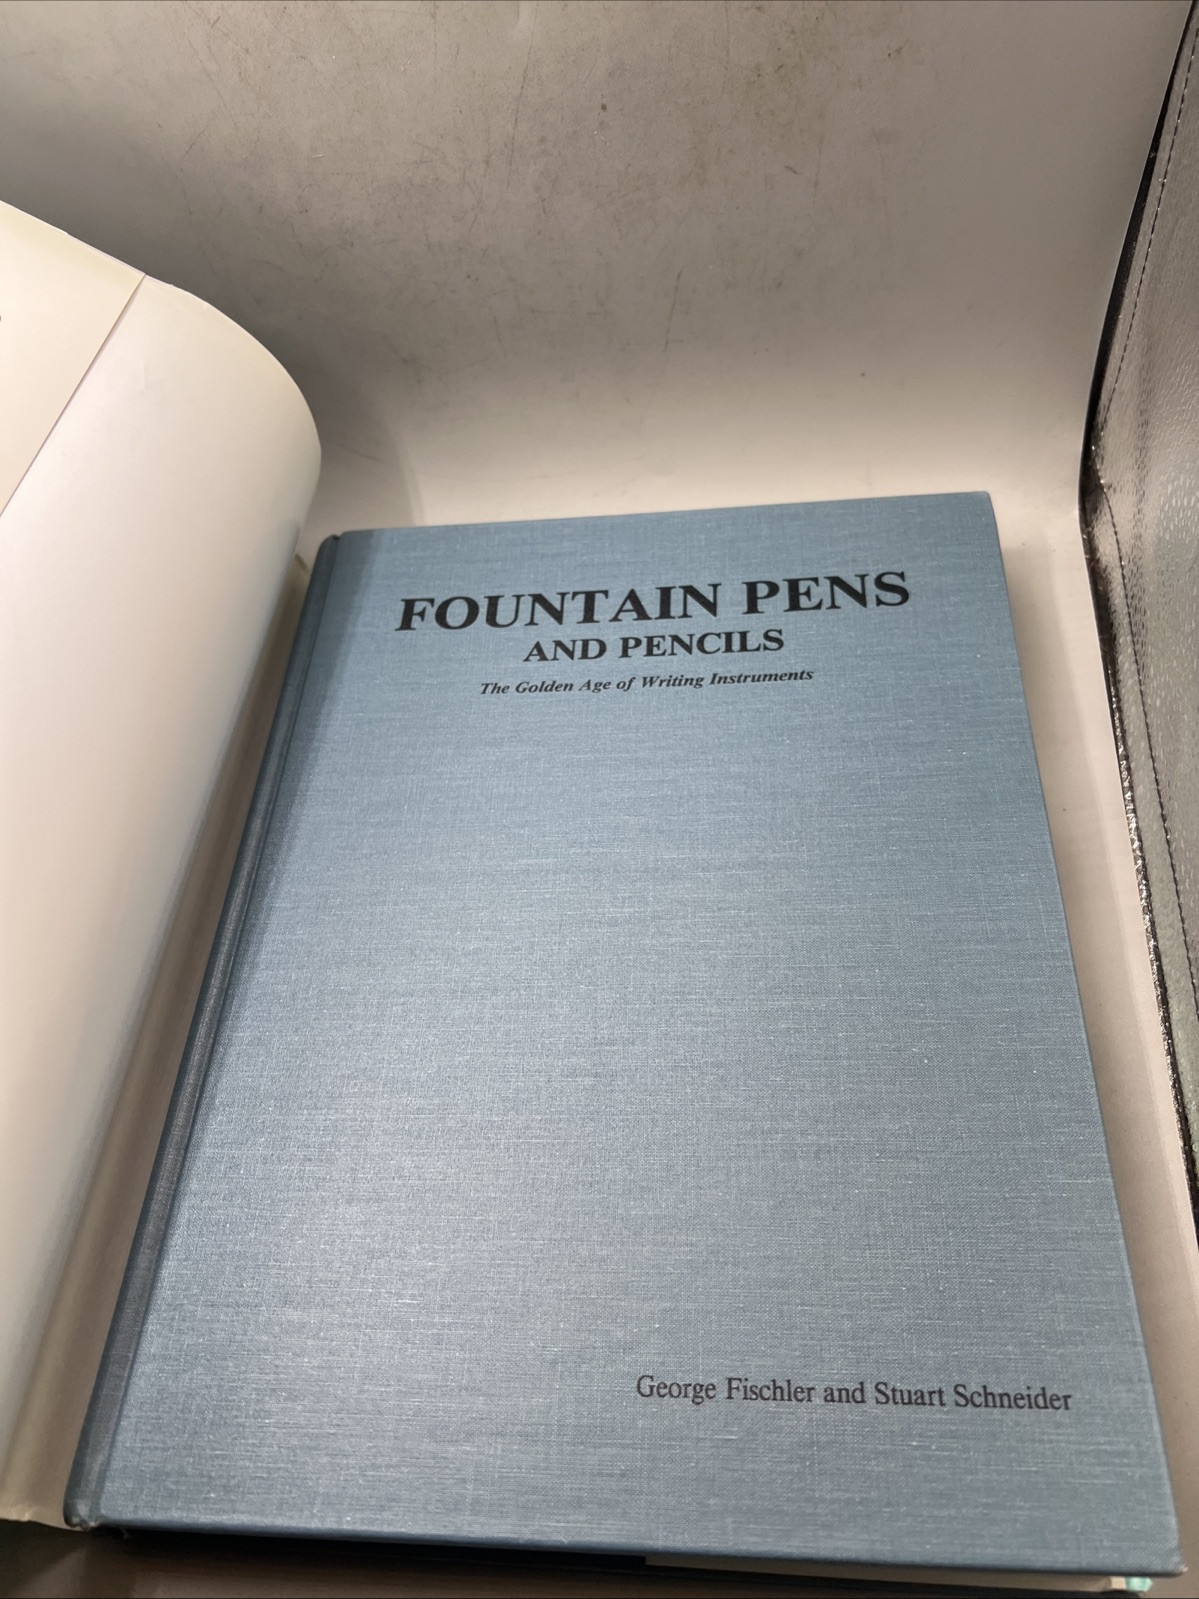 FOUNTAIN PENS
AND PENCILS
The Golden Age of Writing Instruments
George Fischler and Stuart Schneider